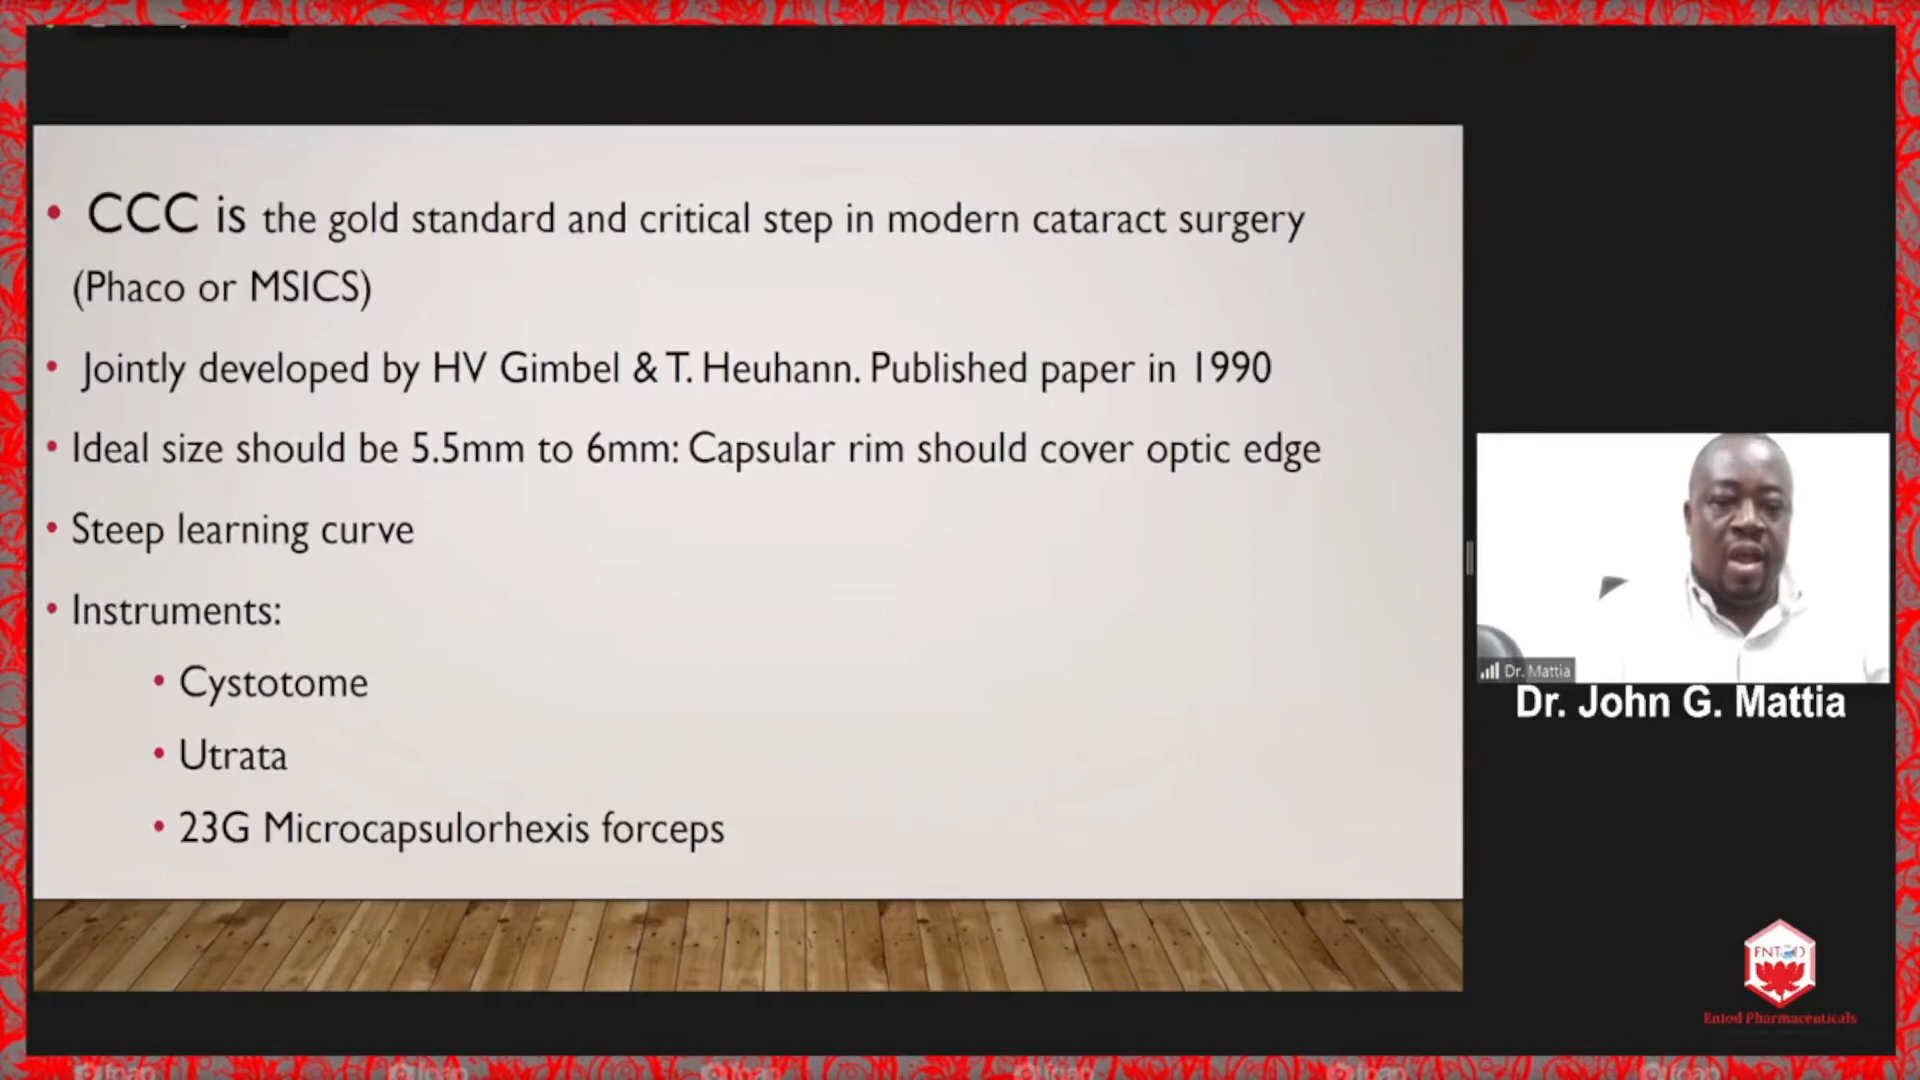 • CCC is the gold standard and critical step in modern cataract surgery
(Phaco or MSICS)
• Jointly developed by HV Gimbel & T. Heuhann. Published paper in 1990
• Ideal size should be 5.5mm to 6mm: Capsular rim should cover optic edge
• Steep learning curve
• Instruments:
• Cystotome
• Utrata
• 23G Microcapsulorhexis forceps
Dr. Mattia
Dr. John G. Mattia
ENTOD
Entod Pharmaceuticals